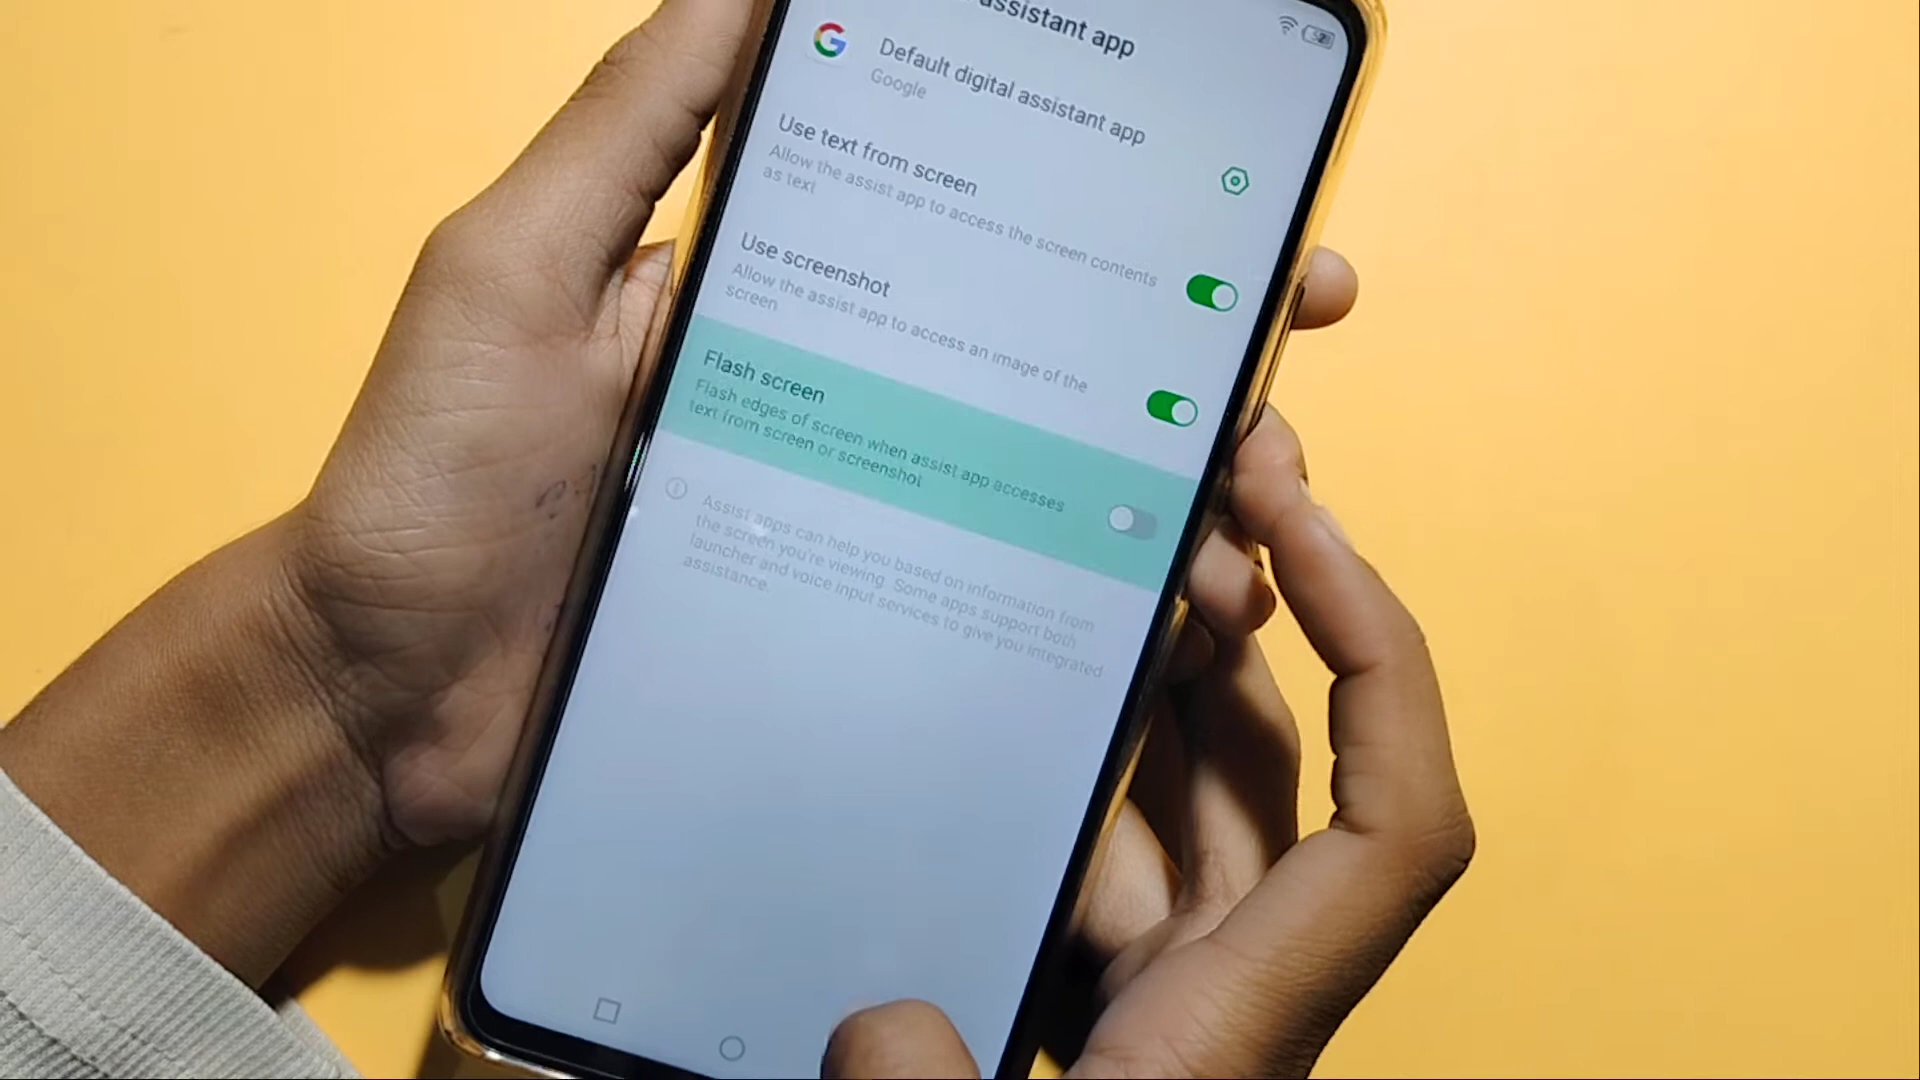 assistant app
Default digital assistant app
Google
Use text from screen
Allow the assist app to access the screen contents
as text
Use screenshot
Allow the assist app to access an image of the
screen
Flash screen
Flash edges of screen when assist app accesses
text from screen or screenshot
Assist apps can help you based on information from
the screen you're viewing. Some apps support both
launcher and voice input services to give you integrated
assistance.